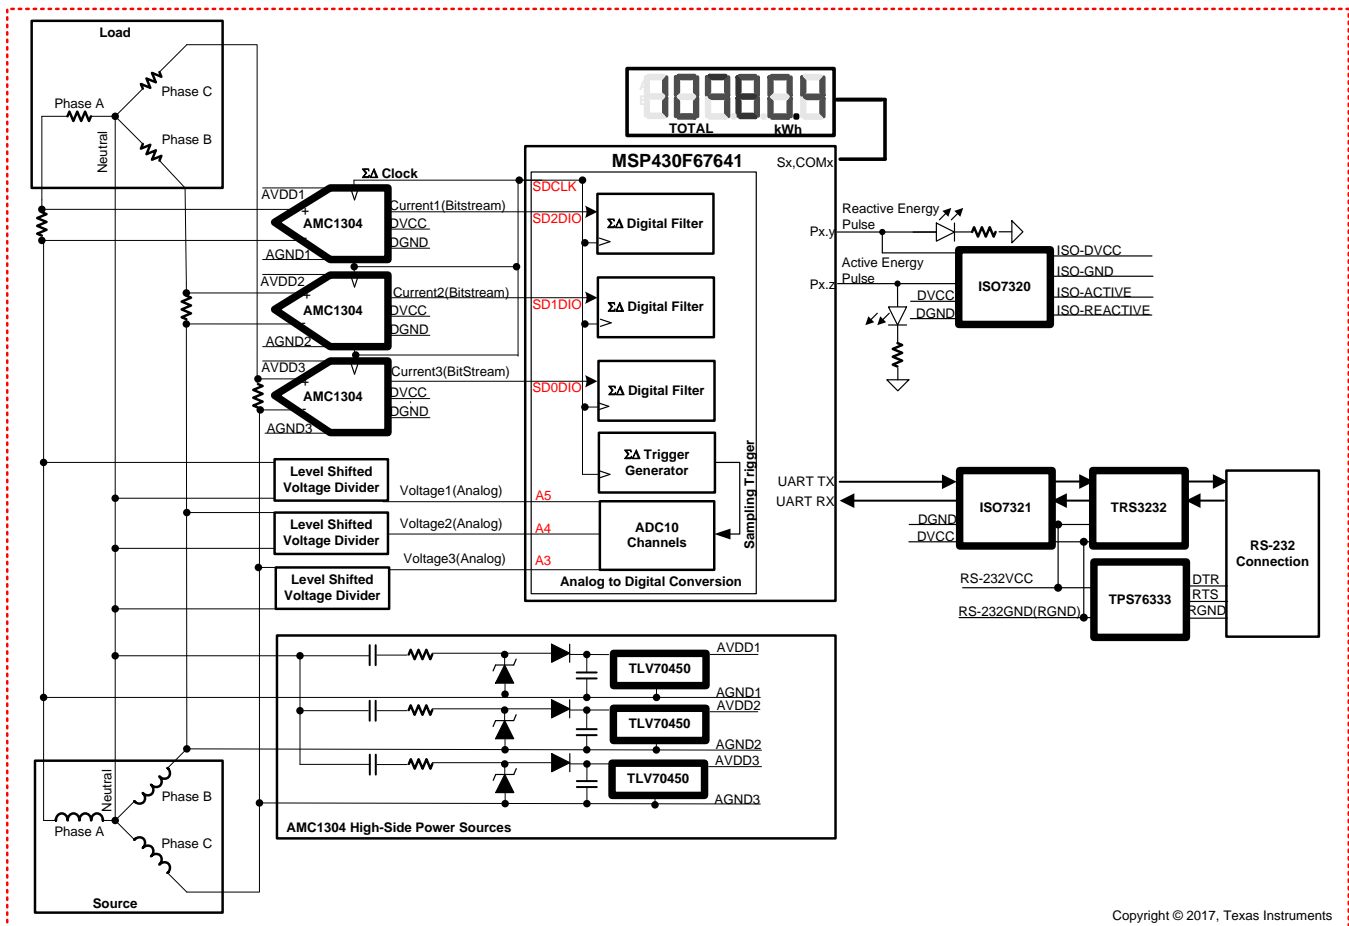 Load
Phase A
Phase C
Phase B
Neutral
10980.4
TOTAL kWh
MSP430F67641
Sx,COMx
ΣΔ Clock
AVDD1
AMC1304
AGND1
Current1(Bitstream)
DVCC
DGND
SDCLK
SD2DIO
ΣΔ Digital Filter
AVDD2
AMC1304
AGND2
Current2(Bitstream)
DVCC
DGND
SD1DIO
ΣΔ Digital Filter
AVDD3
AMC1304
AGND3
Current3(BitStream)
DVCC
DGND
SD0DIO
ΣΔ Digital Filter
ΣΔ Trigger
Generator
Sampling Trigger
Level Shifted
Voltage Divider
Voltage1(Analog)
A5
Level Shifted
Voltage Divider
Voltage2(Analog)
A4
Level Shifted
Voltage Divider
Voltage3(Analog)
A3
ADC10
Channels
Analog to Digital Conversion
Px.y
Reactive Energy
Pulse
Px.z
Active Energy
Pulse
DVCC
DGND
ISO7320
ISO-DVCC
ISO-GND
ISO-ACTIVE
ISO-REACTIVE
UART TX
UART RX
DGND
DVCC
ISO7321
TRS3232
RS-232
Connection
RS-232VCC
RS-232GND(RGND)
TPS76333
DTR
RTS
RGND
TLV70450
AVDD1
AGND1
TLV70450
AVDD2
AGND2
TLV70450
AVDD3
AGND3
AMC1304 High-Side Power Sources
Neutral
Phase B
Phase A
Phase C
Source
Copyright © 2017, Texas Instruments